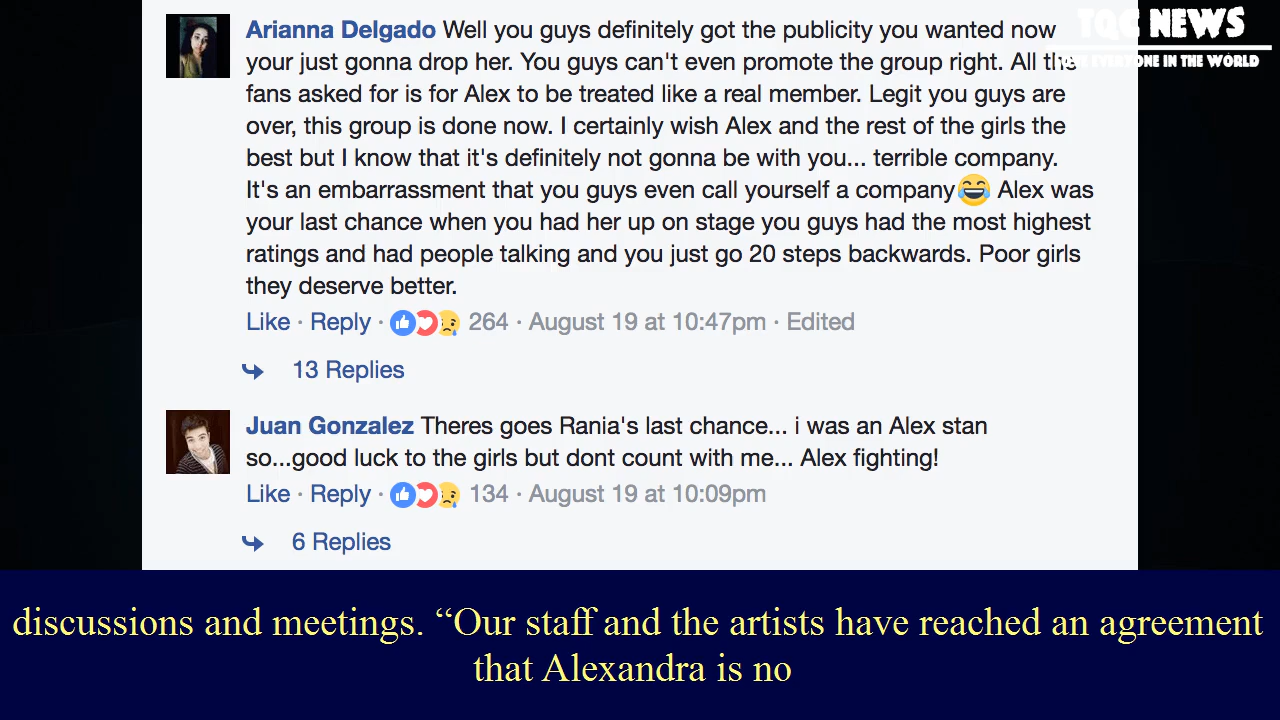 TQC NEWS
EVERYONE IN THE WORLD
Arianna Delgado Well you guys definitely got the publicity you wanted now
your just gonna drop her. You guys can't even promote the group right. All the
fans asked for is for Alex to be treated like a real member. Legit you guys are
over, this group is done now. I certainly wish Alex and the rest of the girls the
best but I know that it's definitely not gonna be with you... terrible company.
It's an embarrassment that you guys even call yourself a company😂 Alex was
your last chance when you had her up on stage you guys had the most highest
ratings and had people talking and you just go 20 steps backwards. Poor girls
they deserve better.
Like · Reply · 264 · August 19 at 10:47pm · Edited
13 Replies
Juan Gonzalez Theres goes Rania's last chance... i was an Alex stan
so...good luck to the girls but dont count with me... Alex fighting!
Like · Reply · 134 · August 19 at 10:09pm
6 Replies
discussions and meetings. “Our staff and the artists have reached an agreement
that Alexandra is no